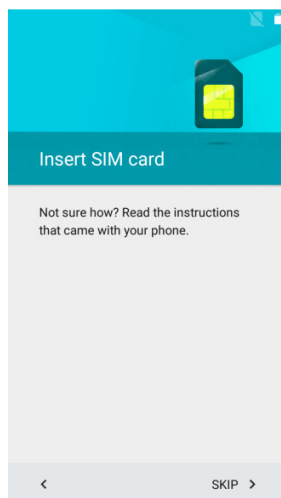 Insert SIM card
Not sure how? Read the instructions
that came with your phone.
SKIP